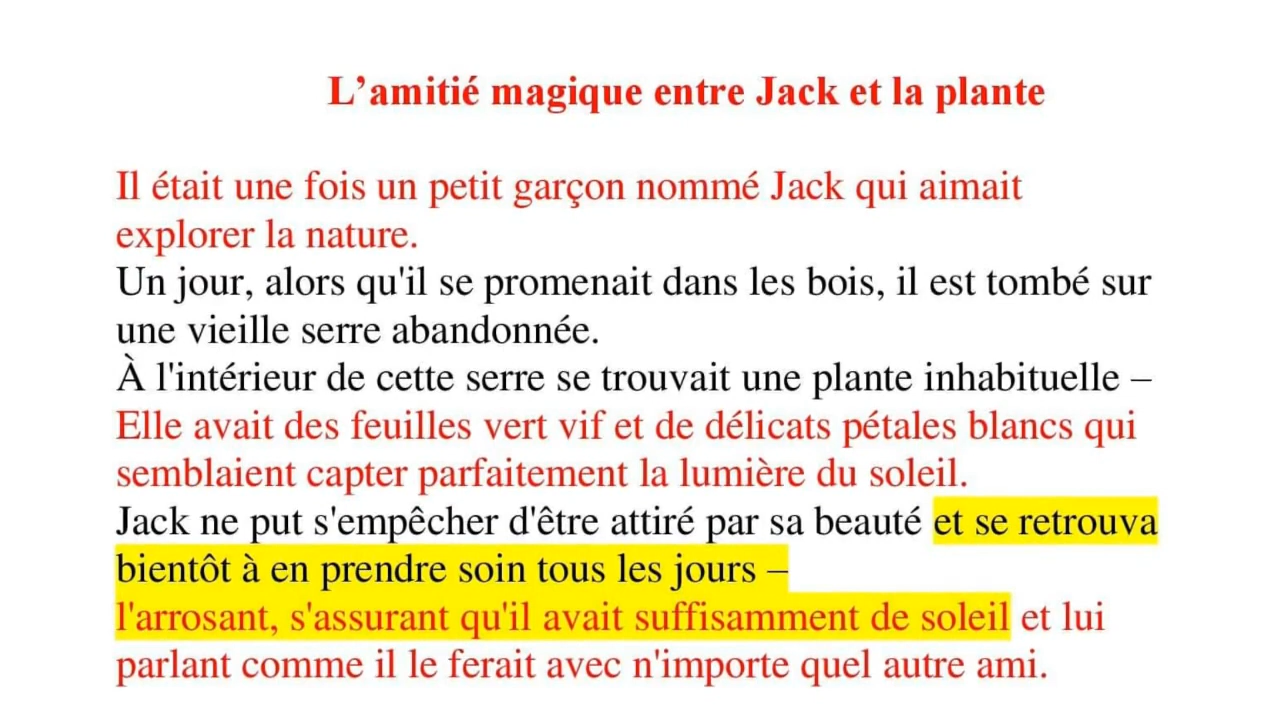 L’amitié magique entre Jack et la plante
Il était une fois un petit garçon nommé Jack qui aimait
explorer la nature.
Un jour, alors qu'il se promenait dans les bois, il est tombé sur
une vieille serre abandonnée.
À l'intérieur de cette serre se trouvait une plante inhabituelle –
Elle avait des feuilles vert vif et de délicats pétales blancs qui
semblaient capter parfaitement la lumière du soleil.
Jack ne put s'empêcher d'être attiré par sa beauté et se retrouva
bientôt à en prendre soin tous les jours –
l'arrosant, s'assurant qu'il avait suffisamment de soleil et lui
parlant comme il le ferait avec n'importe quel autre ami.